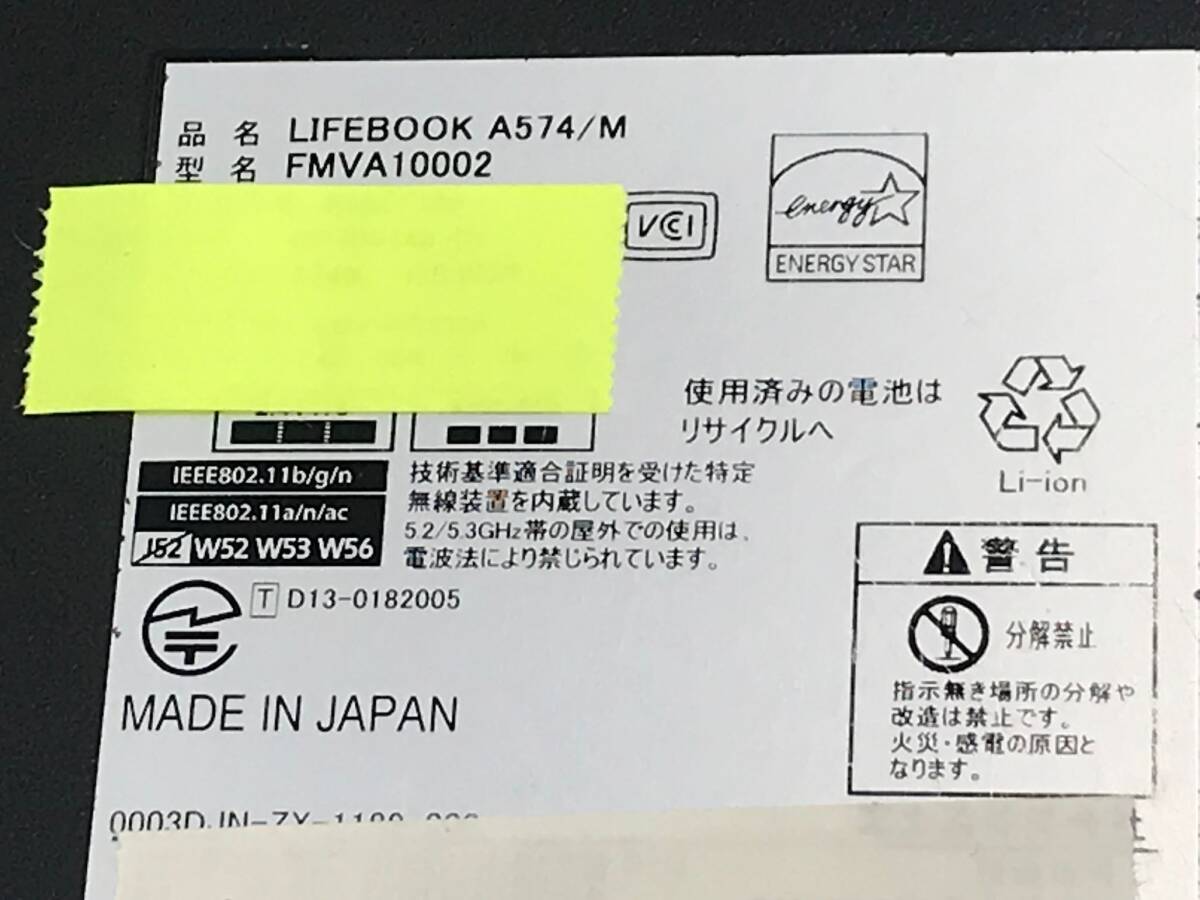 品 名 LIFEBOOK A574/M
型 名 FMVA10002
VCCI
energy
ENERGY STAR
使用済みの電池は
リサイクルへ
Li-ion
IEEE802.11b/g/n
IEEE802.11a/n/ac
J52 W52 W53 W56
技術基準適合証明を受けた特定
無線装置を内蔵しています。
5.2/5.3GHz帯の屋外での使用は、
電波法により禁じられています。
T D13-0182005
MADE IN JAPAN
警告
分解禁止
指示無き場所の分解や
改造は禁止です。
火災・感電の原因と
なります。